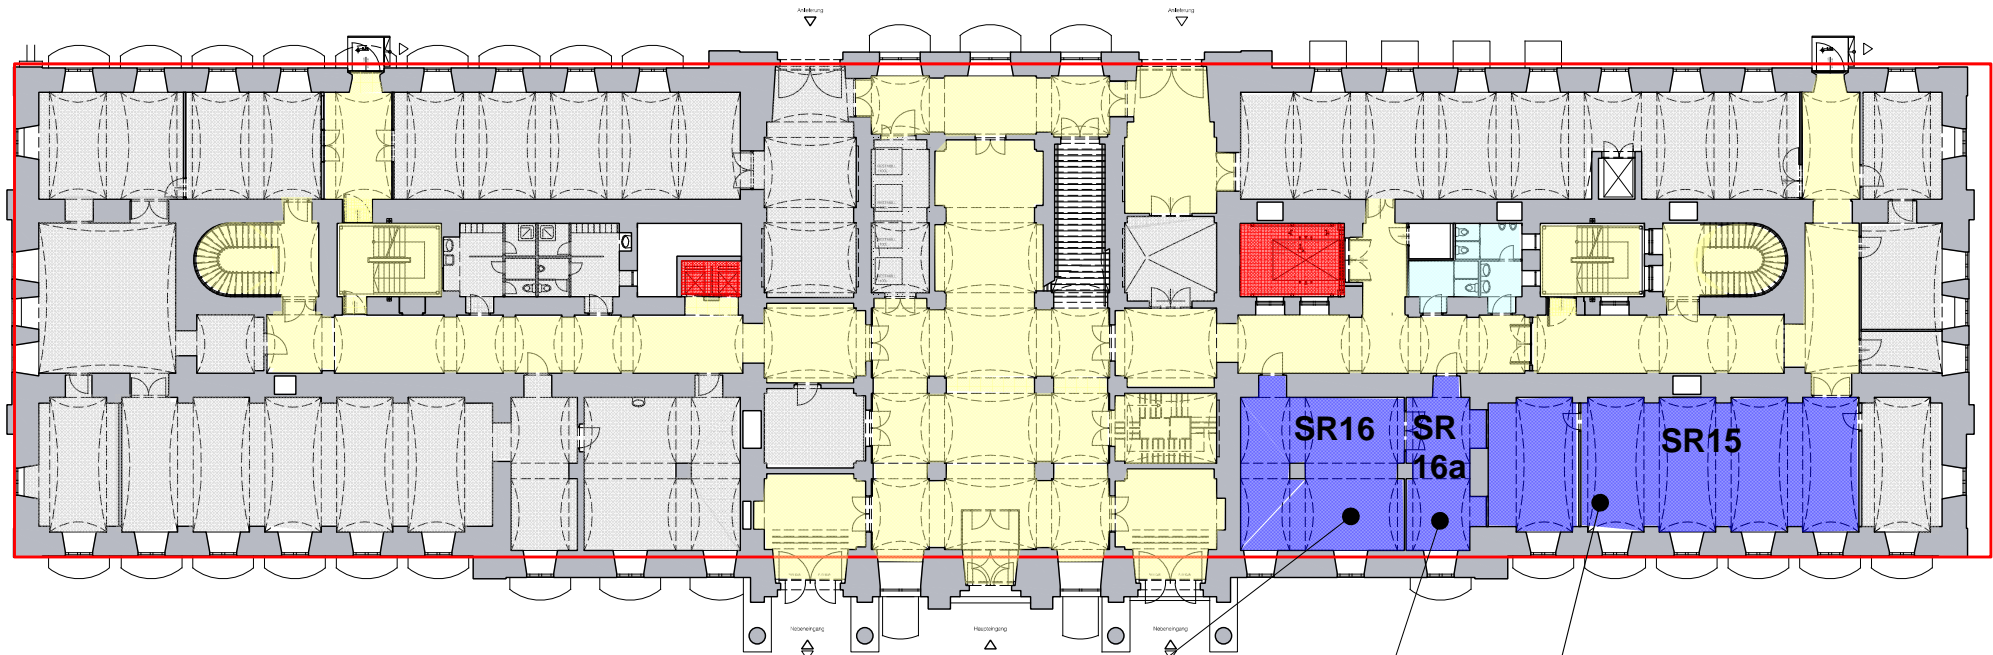 Anlieferung
Anlieferung
SR16
SR
16a
SR15
Nebeneingang
Haupteingang
Nebeneingang